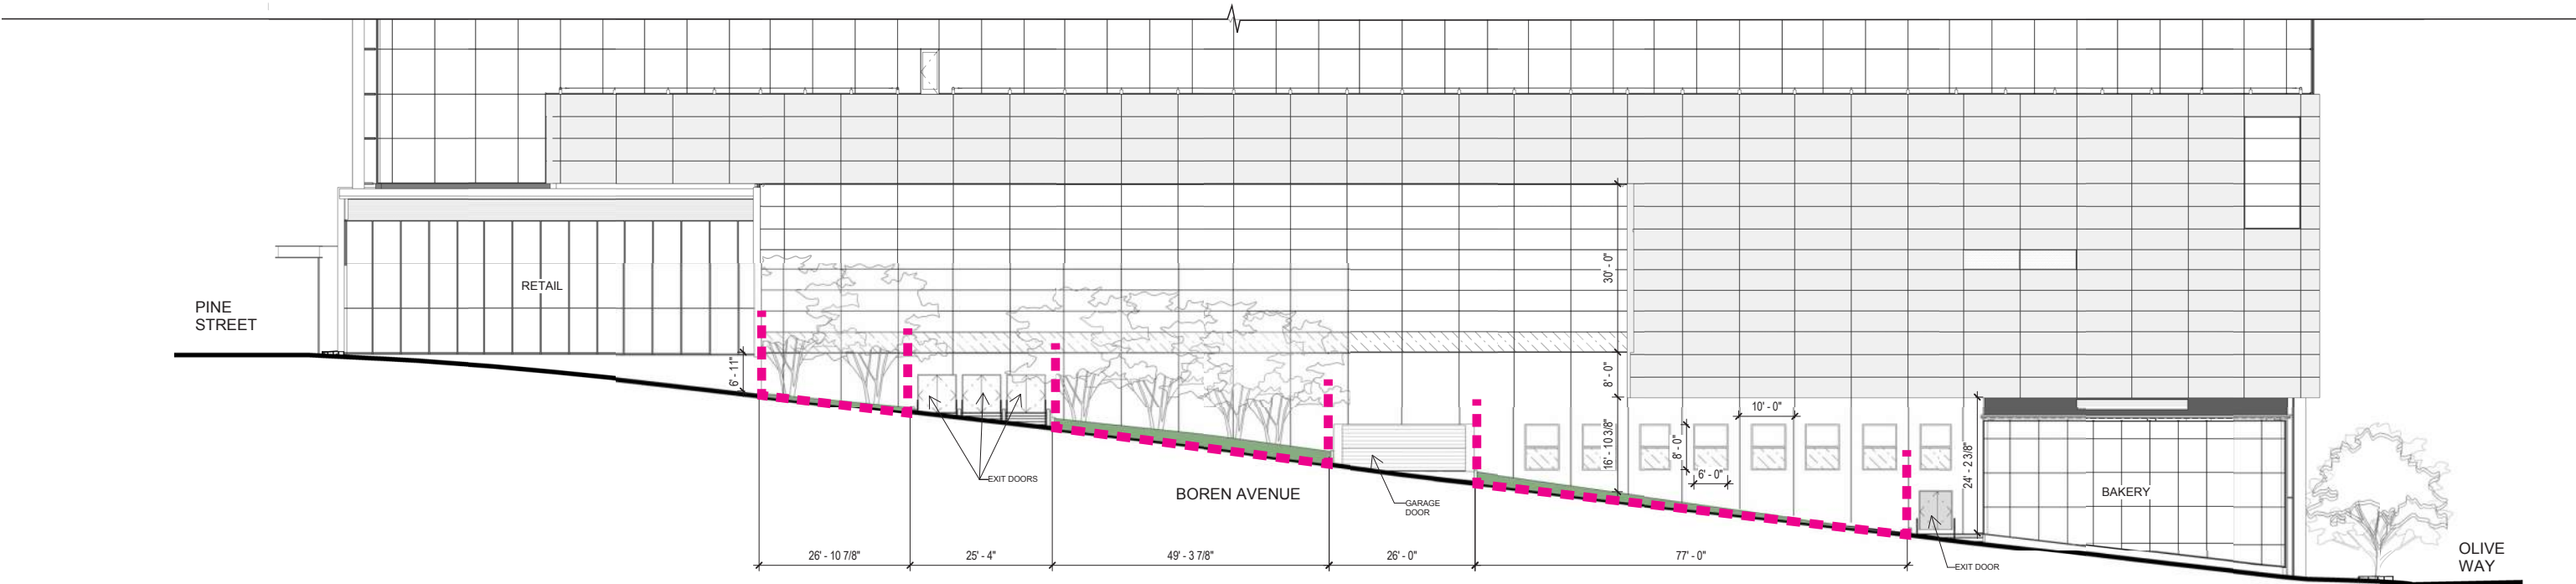 RETAIL
PINE
STREET
6' - 11"
30' - 0"
8' - 0"
16' - 10 3/8"
10' - 0"
8' - 0"
6' - 0"
24' - 2 3/8"
EXIT DOORS
BOREN AVENUE
GARAGE
DOOR
BAKERY
26' - 10 7/8"
25' - 4"
49' - 3 7/8"
26' - 0"
77' - 0"
EXIT DOOR
OLIVE
WAY